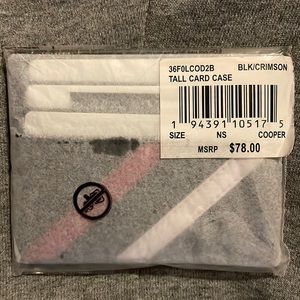 36F0LCOD2B BLK/CRIMSON
TALL CARD CASE
1 94391 10517 5
SIZE NS COOPER
MSRP $78.00